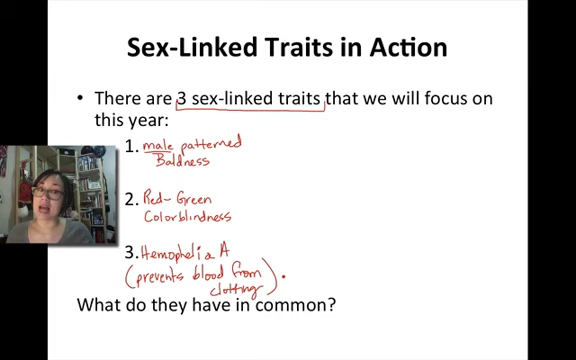 Sex-Linked Traits in Action
• There are 3 sex-linked traits that we will focus on
this year:
1. male patterned
Baldness
2. Red-Green
Colorblindness
3. Hemophelia A
(prevents blood from
clotting)
What do they have in common?